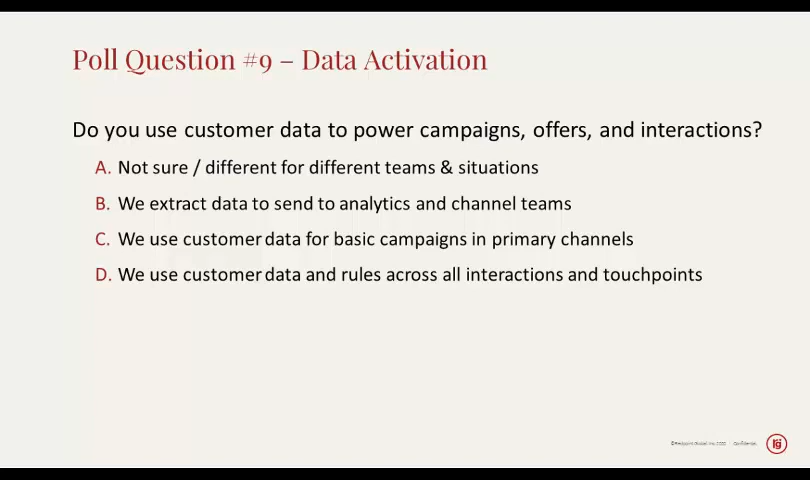 Poll Question #9 – Data Activation
Do you use customer data to power campaigns, offers, and interactions?
A. Not sure / different for different teams & situations
B. We extract data to send to analytics and channel teams
C. We use customer data for basic campaigns in primary channels
D. We use customer data and rules across all interactions and touchpoints
Confidential